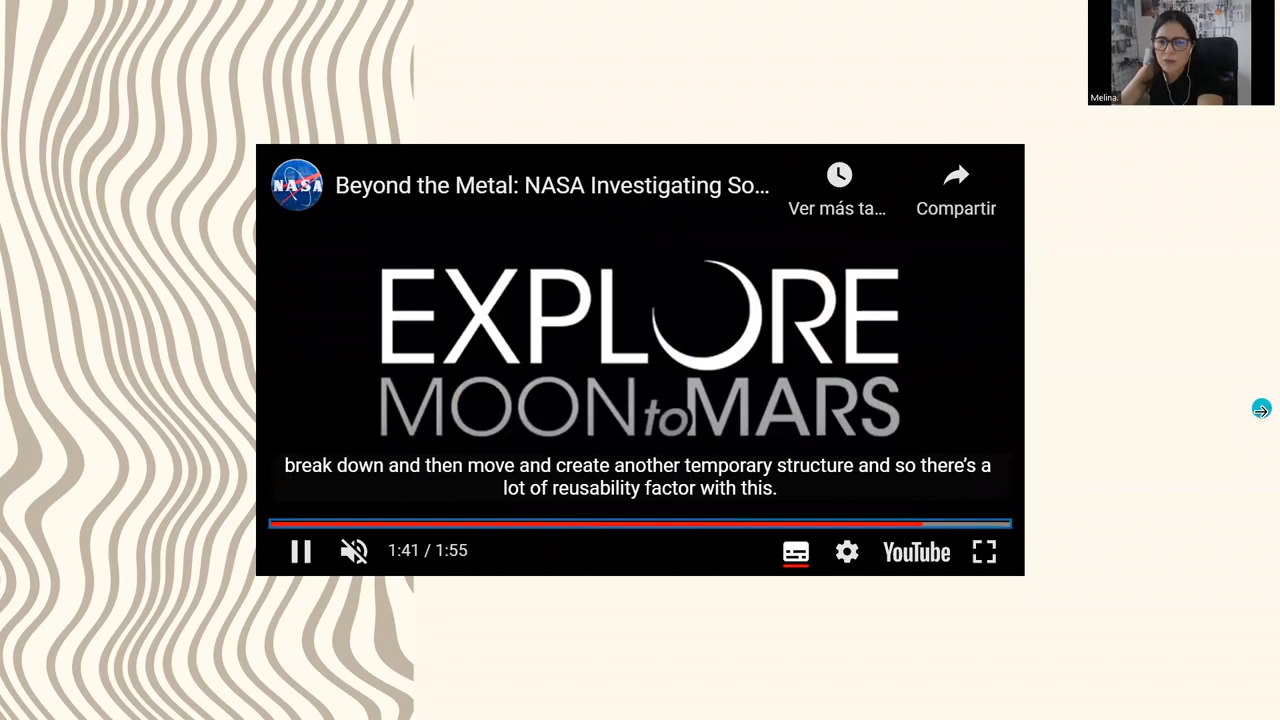 Melina.
NASA
Beyond the Metal: NASA Investigating So...
Ver más ta...
Compartir
EXPLORE
MOON to MARS
break down and then move and create another temporary structure and so there's a
lot of reusability factor with this.
1:41 / 1:55
YouTube